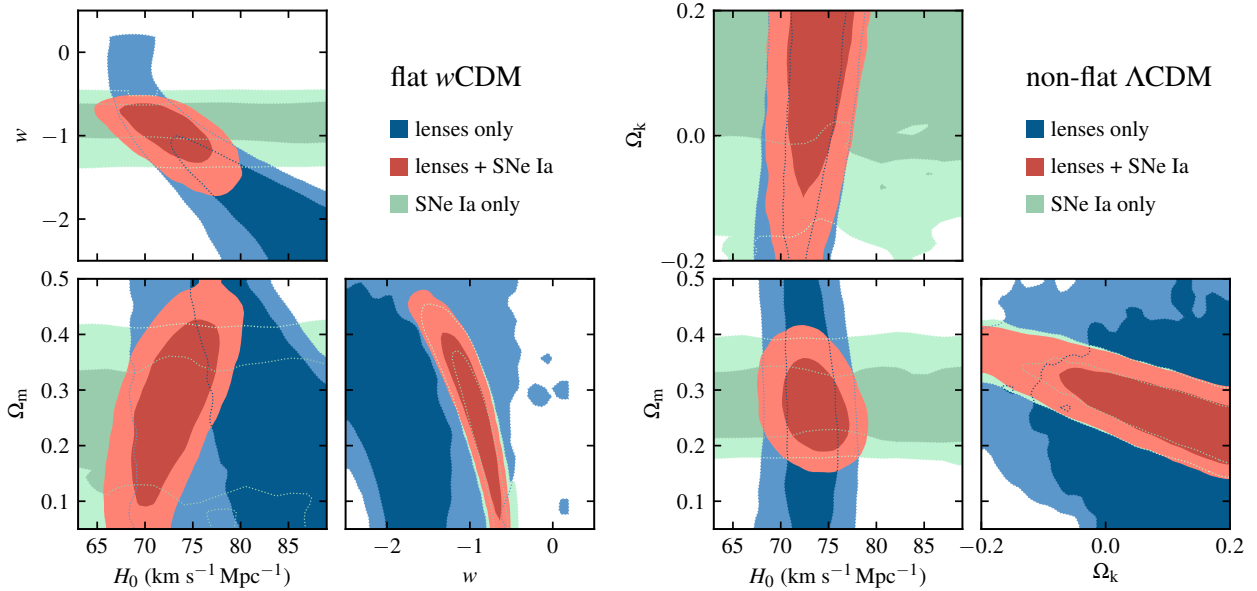 flat wCDM
lenses only
lenses + SNe Ia
SNe Ia only
w
0
−1
−2
Ωm
0.5
0.4
0.3
0.2
0.1
65 70 75 80 85
H0 (km s−1 Mpc−1)
−2 −1 0
w
non-flat ΛCDM
lenses only
lenses + SNe Ia
SNe Ia only
Ωk
0.2
0.0
−0.2
Ωm
0.5
0.4
0.3
0.2
0.1
65 70 75 80 85
H0 (km s−1 Mpc−1)
−0.2 0.0 0.2
Ωk